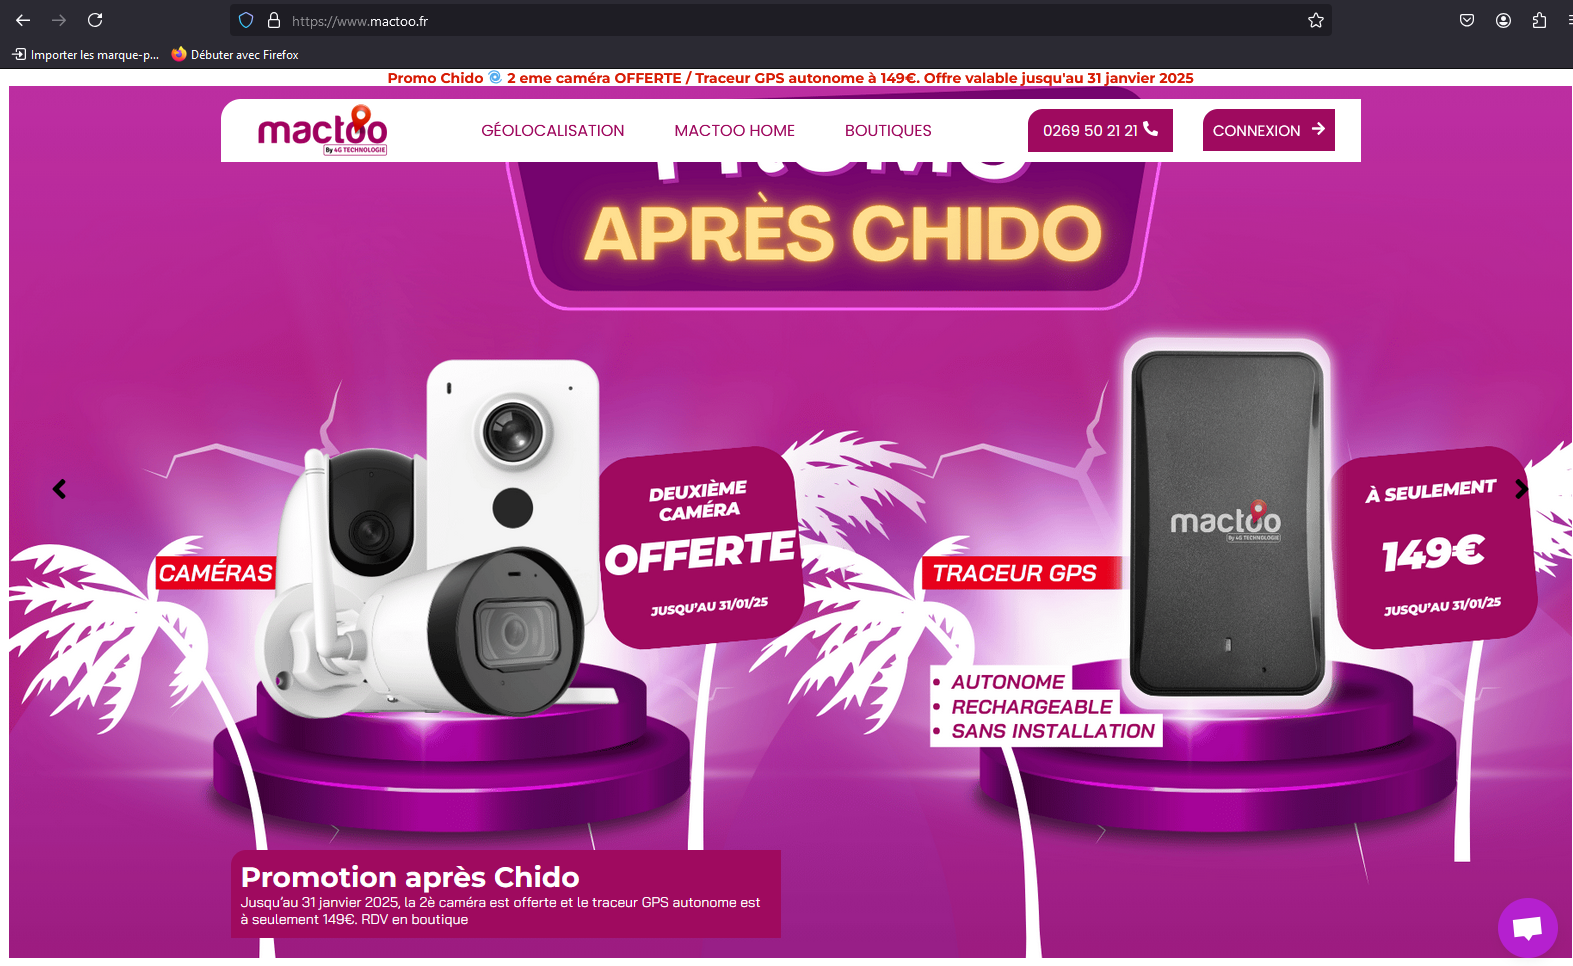 https://www.mactoo.fr
Importer les marque-p... Débuter avec Firefox
Promo Chido 🌀 2 eme caméra OFFERTE / Traceur GPS autonome à 149€. Offre valable jusqu'au 31 janvier 2025
mactoo
By 4G TECHNOLOGIE
GÉOLOCALISATION MACTOO HOME BOUTIQUES 0269 50 21 21 CONNEXION
PROMO
APRÈS CHIDO
CAMÉRAS
DEUXIÈME
CAMÉRA
OFFERTE
JUSQU'AU 31/01/25
TRACEUR GPS
mactoo
By 4G TECHNOLOGIE
À SEULEMENT
149€
JUSQU'AU 31/01/25
• AUTONOME
• RECHARGEABLE
• SANS INSTALLATION
Promotion après Chido
Jusqu'au 31 janvier 2025, la 2è caméra est offerte et le traceur GPS autonome est
à seulement 149€. RDV en boutique